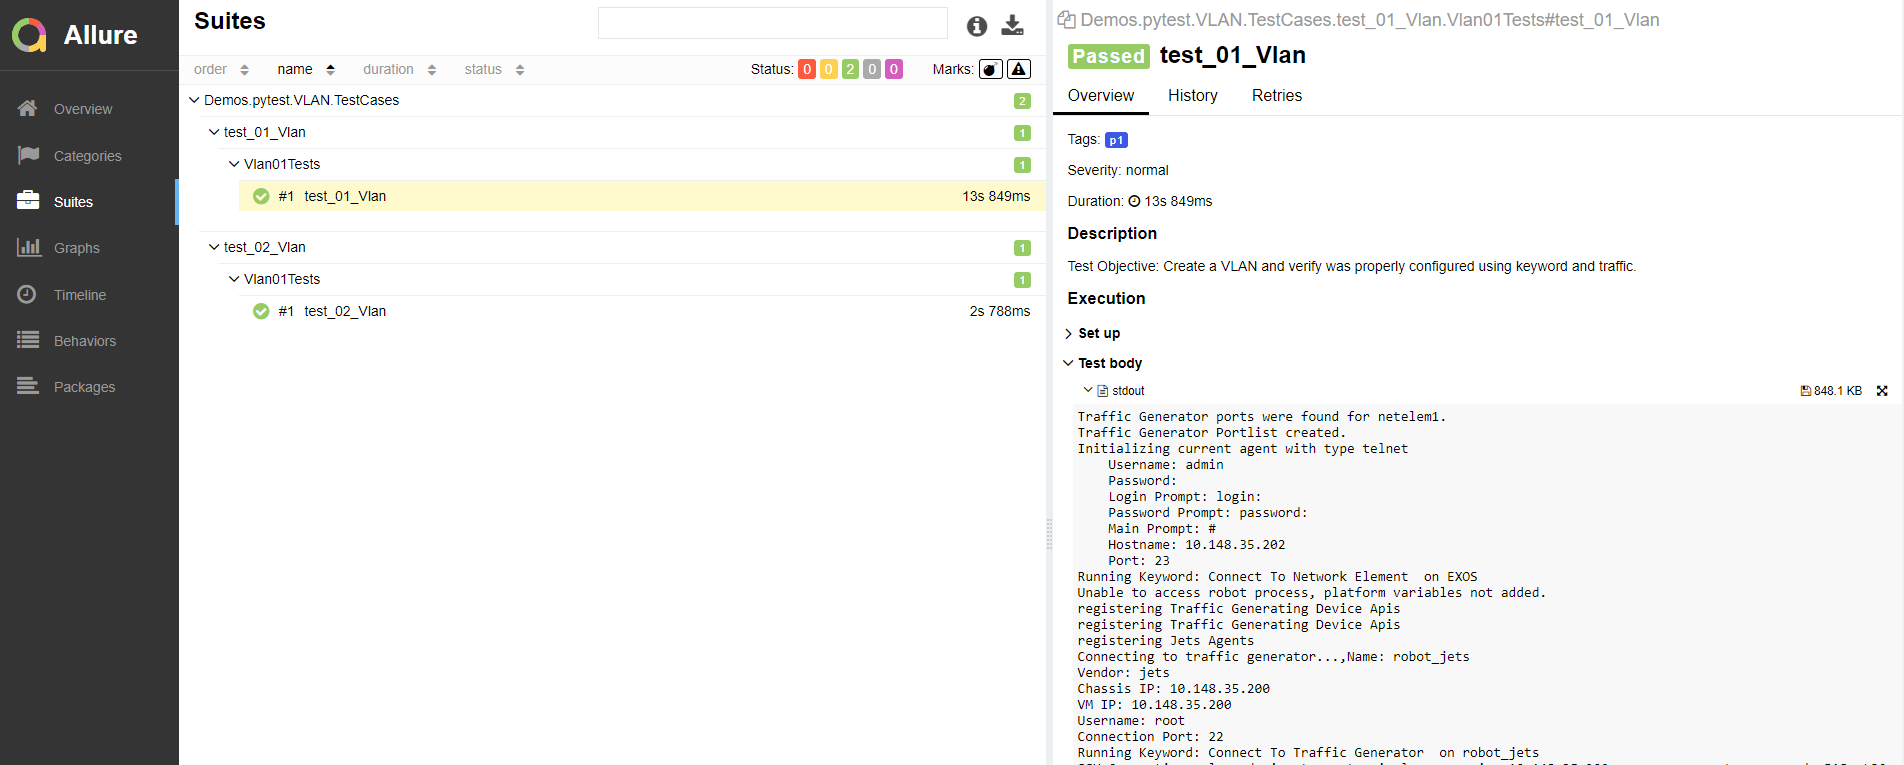 Allure
Overview
Categories
Suites
Graphs
Timeline
Behaviors
Packages
Suites
order name duration status Status: 0 0 2 0 0 Marks:
Demos.pytest.VLAN.TestCases 2
test_01_Vlan 1
Vlan01Tests 1
#1 test_01_Vlan 13s 849ms
test_02_Vlan 1
Vlan01Tests 1
#1 test_02_Vlan 2s 788ms
Demos.pytest.VLAN.TestCases.test_01_Vlan.Vlan01Tests#test_01_Vlan
Passed test_01_Vlan
Overview History Retries
Tags: p1
Severity: normal
Duration: 13s 849ms
Description
Test Objective: Create a VLAN and verify was properly configured using keyword and traffic.
Execution
Set up
Test body
stdout 848.1 KB
Traffic Generator ports were found for netelem1.
Traffic Generator Portlist created.
Initializing current agent with type telnet
Username: admin
Password:
Login Prompt: login:
Password Prompt: password:
Main Prompt: #
Hostname: 10.148.35.202
Port: 23
Running Keyword: Connect To Network Element  on EXOS
Unable to access robot process, platform variables not added.
registering Traffic Generating Device Apis
registering Traffic Generating Device Apis
registering Jets Agents
Connecting to traffic generator...,Name: robot_jets
Vendor: jets
Chassis IP: 10.148.35.200
VM IP: 10.148.35.200
Username: root
Connection Port: 22
Running Keyword: Connect To Traffic Generator  on robot_jets